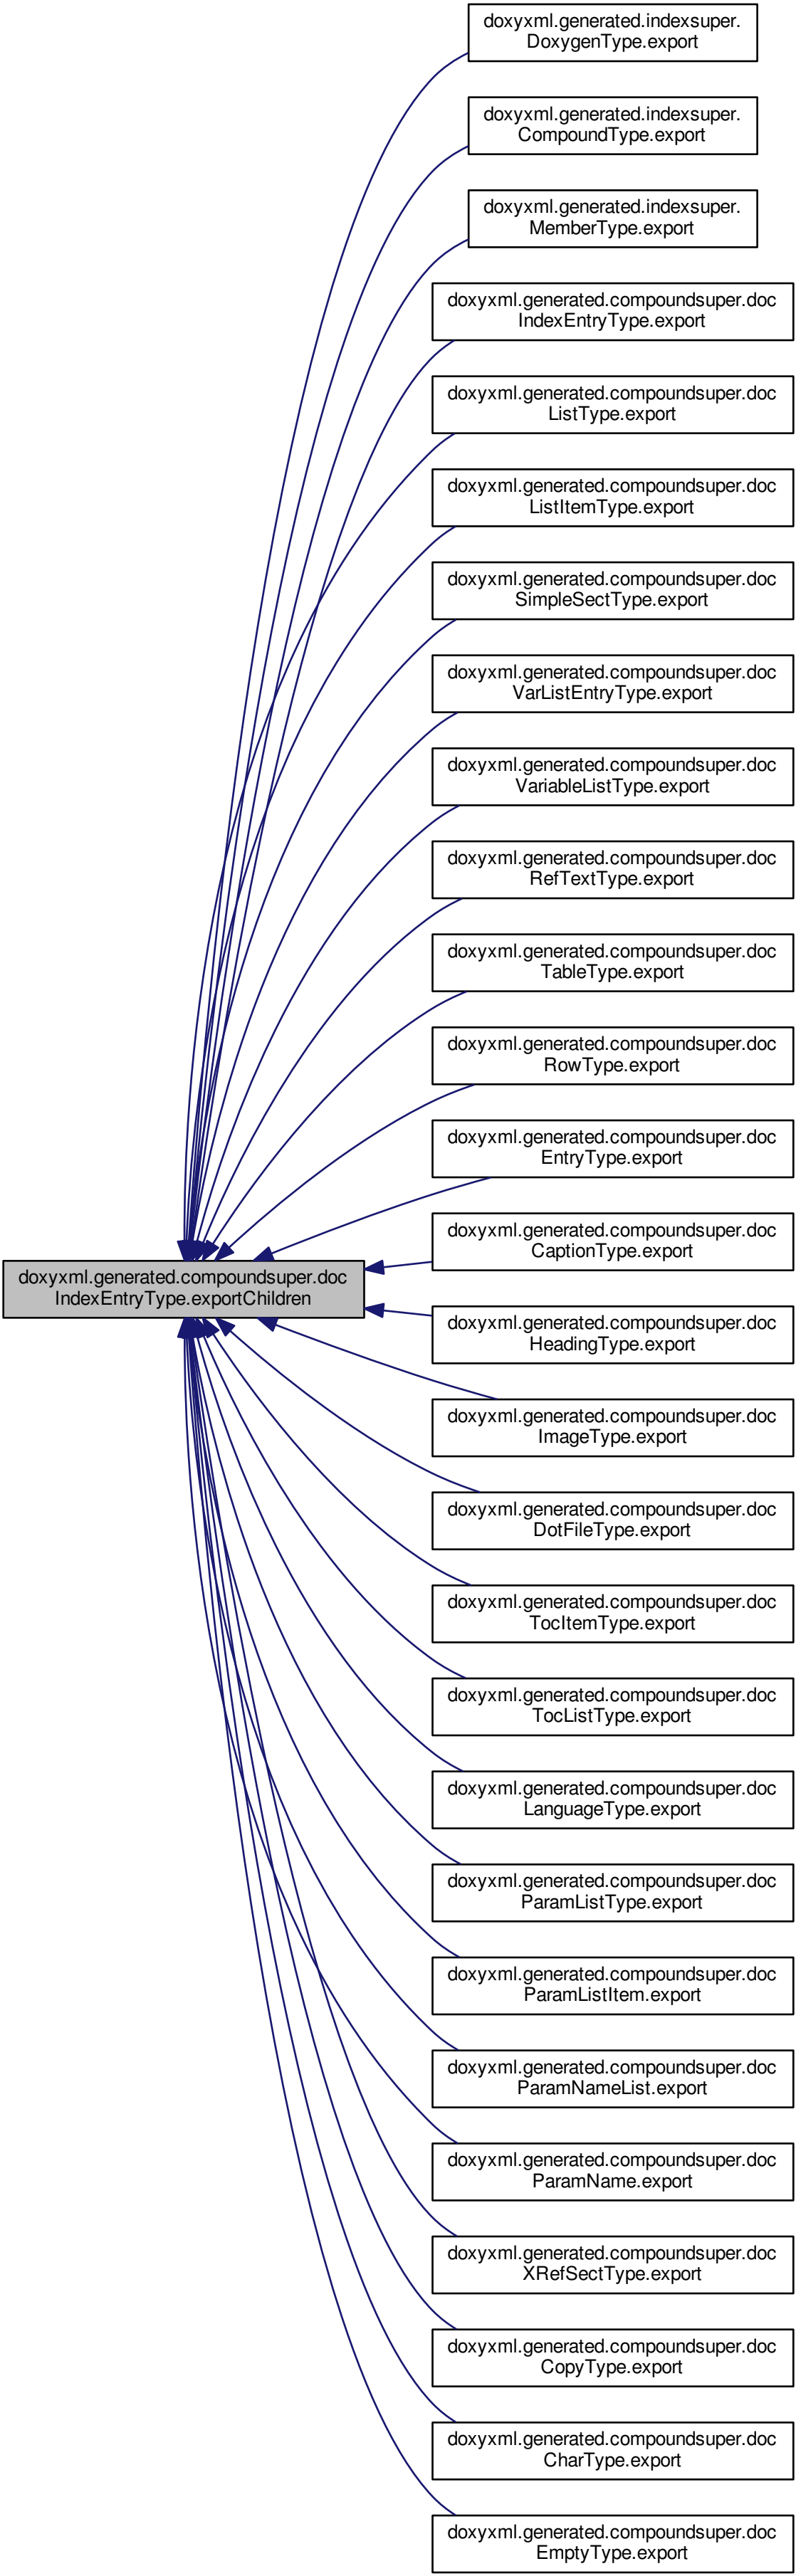 doxyxml.generated.indexsuper.
DoxygenType.export
doxyxml.generated.indexsuper.
CompoundType.export
doxyxml.generated.indexsuper.
MemberType.export
doxyxml.generated.compoundsuper.doc
IndexEntryType.export
doxyxml.generated.compoundsuper.doc
ListType.export
doxyxml.generated.compoundsuper.doc
ListItemType.export
doxyxml.generated.compoundsuper.doc
SimpleSectType.export
doxyxml.generated.compoundsuper.doc
VarListEntryType.export
doxyxml.generated.compoundsuper.doc
VariableListType.export
doxyxml.generated.compoundsuper.doc
RefTextType.export
doxyxml.generated.compoundsuper.doc
TableType.export
doxyxml.generated.compoundsuper.doc
RowType.export
doxyxml.generated.compoundsuper.doc
EntryType.export
doxyxml.generated.compoundsuper.doc
CaptionType.export
doxyxml.generated.compoundsuper.doc
IndexEntryType.exportChildren
doxyxml.generated.compoundsuper.doc
HeadingType.export
doxyxml.generated.compoundsuper.doc
ImageType.export
doxyxml.generated.compoundsuper.doc
DotFileType.export
doxyxml.generated.compoundsuper.doc
TocItemType.export
doxyxml.generated.compoundsuper.doc
TocListType.export
doxyxml.generated.compoundsuper.doc
LanguageType.export
doxyxml.generated.compoundsuper.doc
ParamListType.export
doxyxml.generated.compoundsuper.doc
ParamListItem.export
doxyxml.generated.compoundsuper.doc
ParamNameList.export
doxyxml.generated.compoundsuper.doc
ParamName.export
doxyxml.generated.compoundsuper.doc
XRefSectType.export
doxyxml.generated.compoundsuper.doc
CopyType.export
doxyxml.generated.compoundsuper.doc
CharType.export
doxyxml.generated.compoundsuper.doc
EmptyType.export